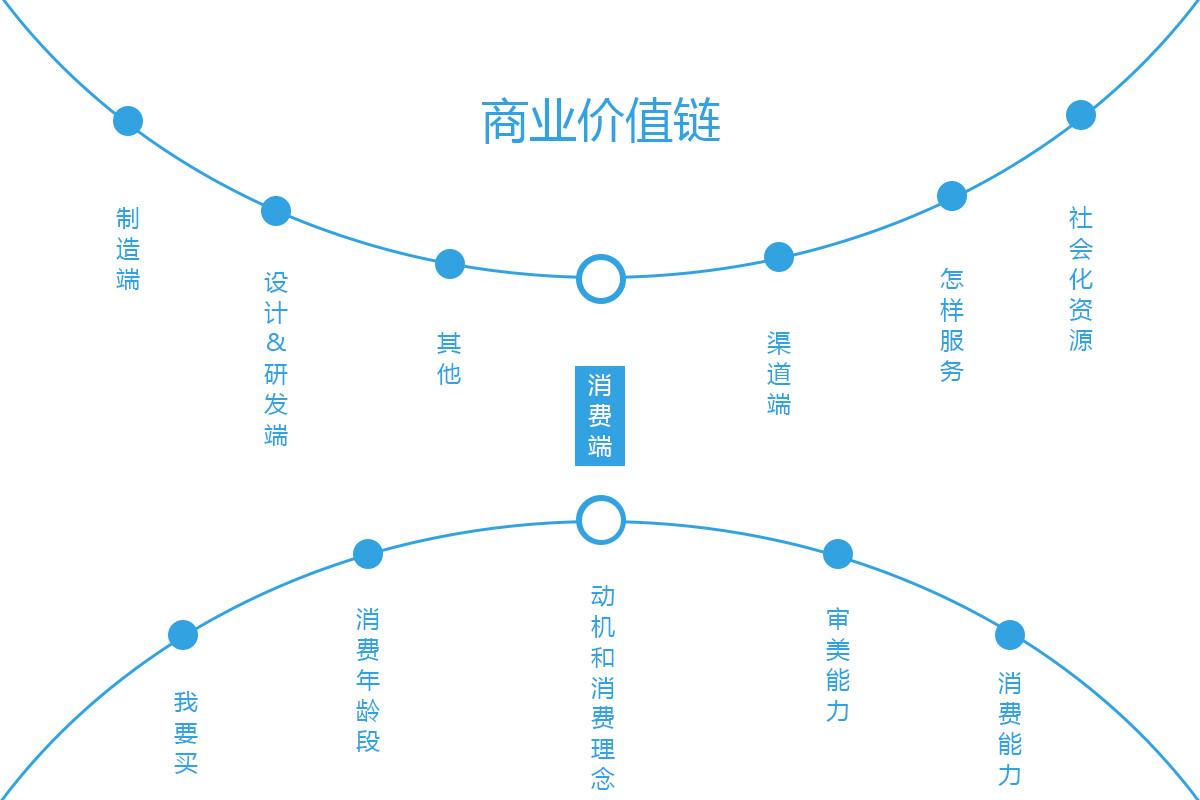 商业价值链
制造端
设计&研发端
其他
消费端
渠道端
怎样服务
社会化资源
我要买
消费年龄段
动机和消费理念
审美能力
消费能力